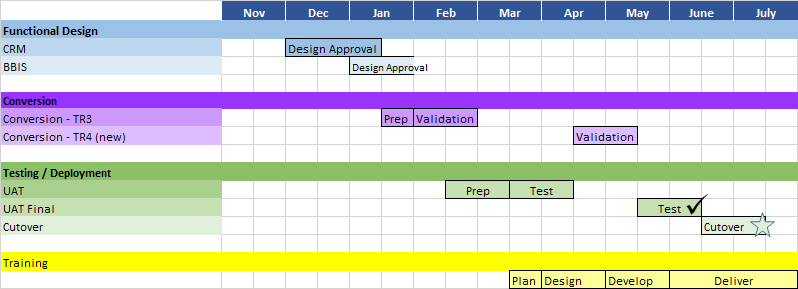 Nov Dec Jan Feb Mar Apr May June July
Functional Design
CRM Design Approval
BBIS Design Approval
Conversion
Conversion - TR3 Prep Validation
Conversion - TR4 (new) Validation
Testing / Deployment
UAT Prep Test
UAT Final Test
Cutover Cutover
Training
Plan Design Develop Deliver